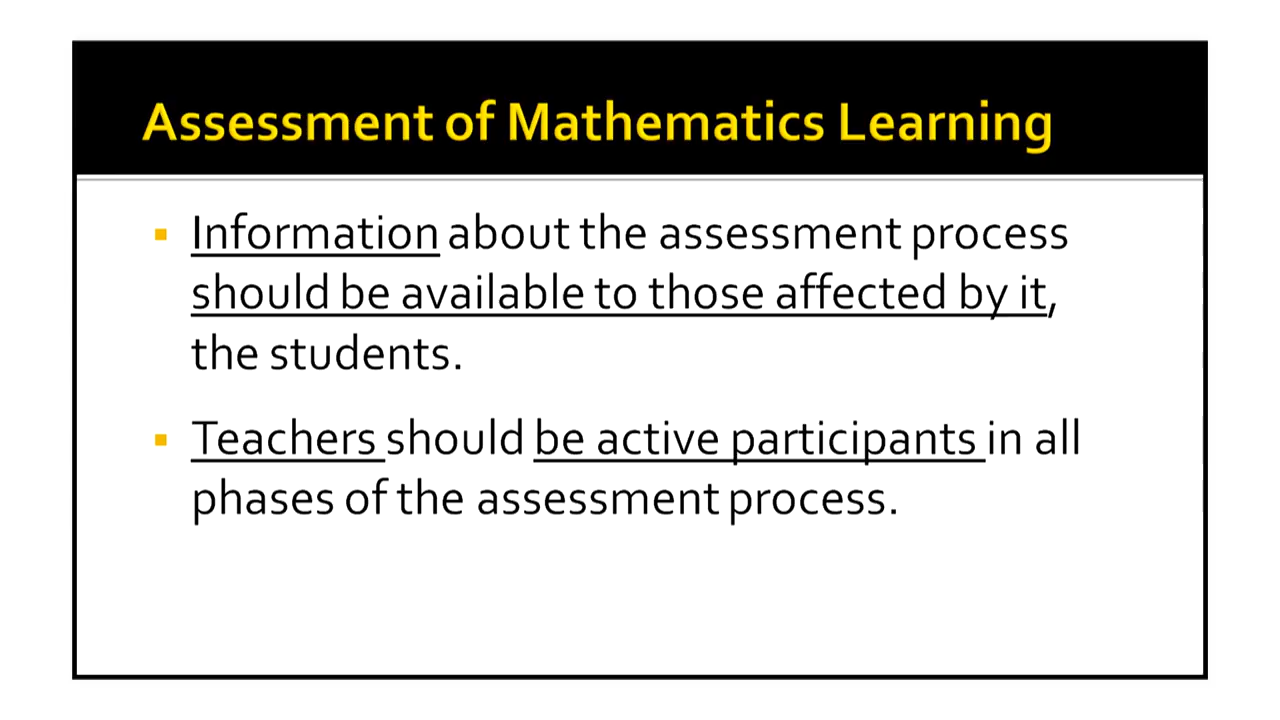 Assessment of Mathematics Learning
Information about the assessment process
should be available to those affected by it,
the students.
Teachers should be active participants in all
phases of the assessment process.